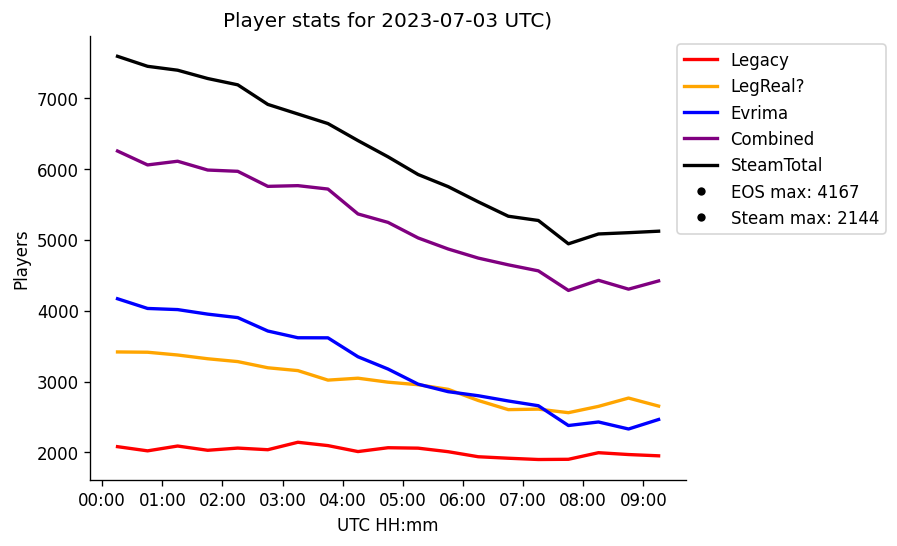 Player stats for 2023-07-03 UTC)
Legacy
LegReal?
Evrima
Combined
SteamTotal
EOS max: 4167
Steam max: 2144
Players
7000
6000
5000
4000
3000
2000
00:00 01:00 02:00 03:00 04:00 05:00 06:00 07:00 08:00 09:00
UTC HH:mm